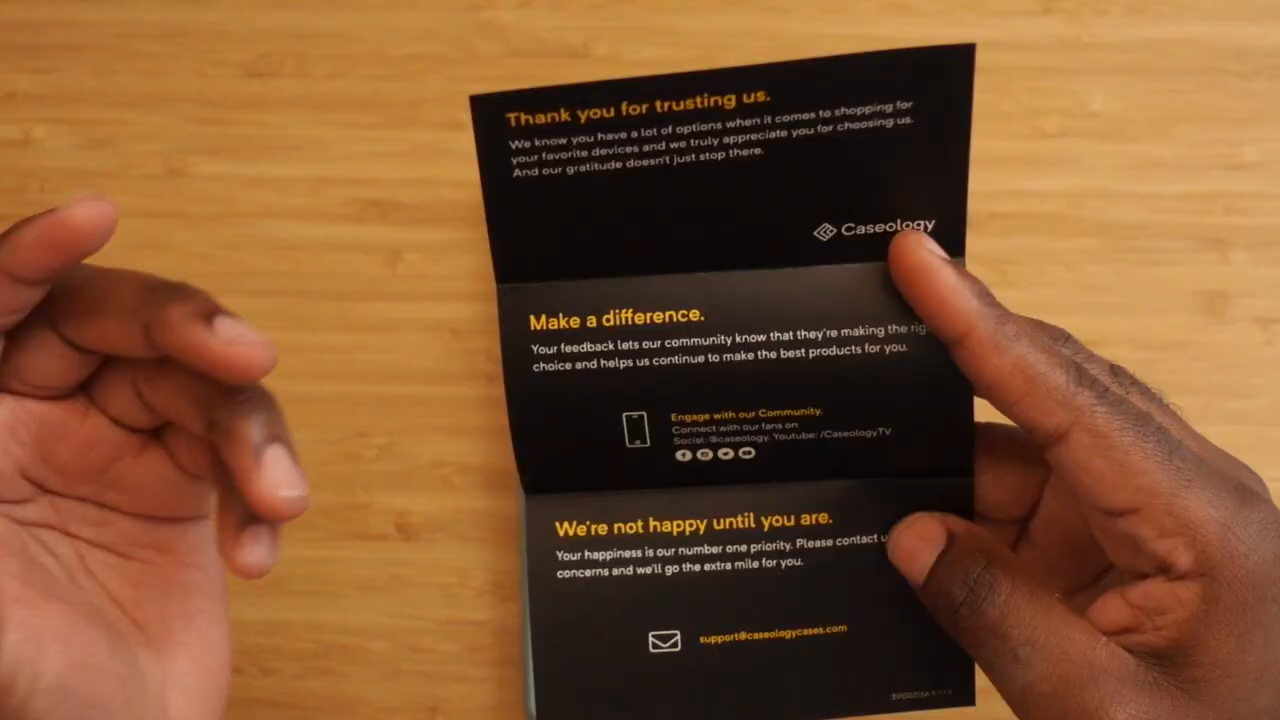 Thank you for trusting us.
We know you have a lot of options when it comes to shopping for
your favorite devices and we truly appreciate you for choosing us.
And our gratitude doesn't just stop there.
Caseology
Make a difference.
Your feedback lets our community know that they're making the
choice and helps us continue to make the best products for you.
Engage with our Community.
Connect with our fans on
Social: @caseology. Youtube: /CaseologyTV
We're not happy until you are.
Your happiness is our number one priority. Please contact
concerns and we'll go the extra mile for you.
support@caseologycases.com